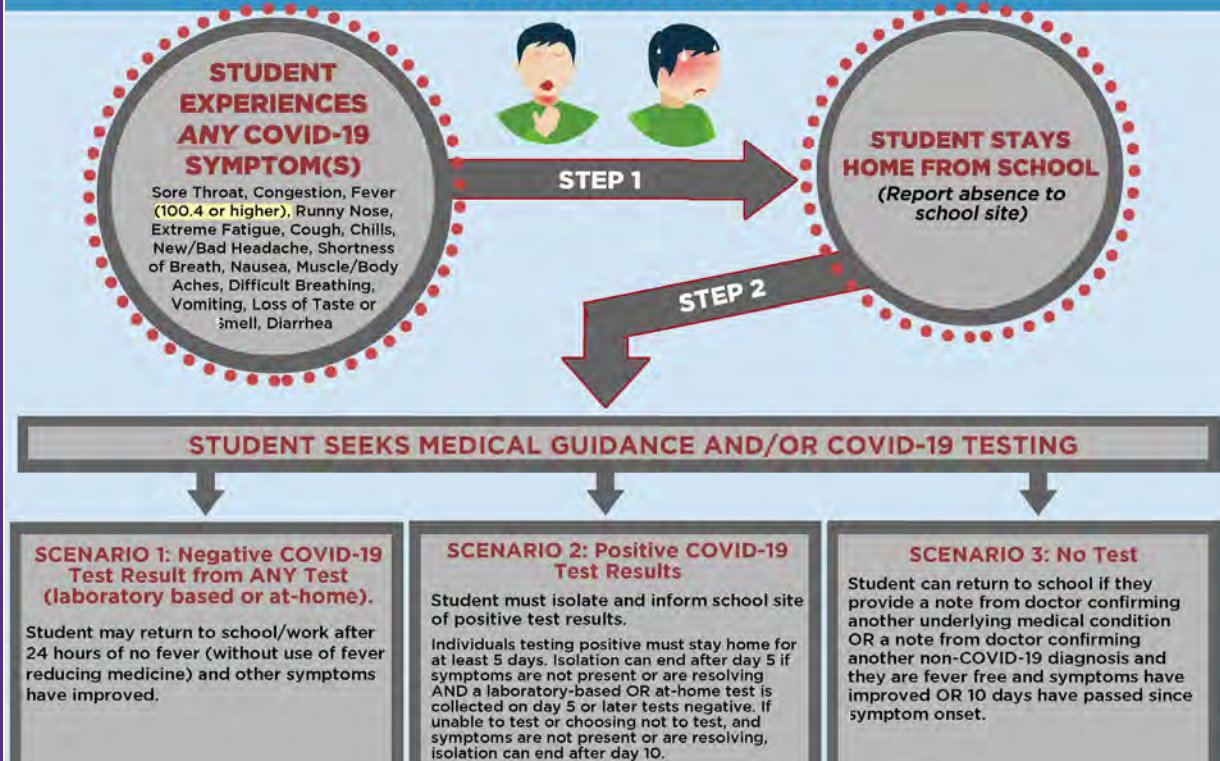 STUDENT
EXPERIENCES
ANY COVID-19
SYMPTOM(S)
Sore Throat, Congestion, Fever
(100.4 or higher), Runny Nose,
Extreme Fatigue, Cough, Chills,
New/Bad Headache, Shortness
of Breath, Nausea, Muscle/Body
Aches, Difficult Breathing,
Vomiting, Loss of Taste or
Smell, Diarrhea
STEP 1
STUDENT STAYS
HOME FROM SCHOOL
(Report absence to
school site)
STEP 2
STUDENT SEEKS MEDICAL GUIDANCE AND/OR COVID-19 TESTING
SCENARIO 1: Negative COVID-19
Test Result from ANY Test
(laboratory based or at-home).
Student may return to school/work after
24 hours of no fever (without use of fever
reducing medicine) and other symptoms
have improved.
SCENARIO 2: Positive COVID-19
Test Results
Student must isolate and inform school site
of positive test results.
Individuals testing positive must stay home for
at least 5 days. Isolation can end after day 5 if
symptoms are not present or are resolving
AND a laboratory-based OR at-home test is
collected on day 5 or later tests negative. If
unable to test or choosing not to test, and
symptoms are not present or are resolving,
isolation can end after day 10.
SCENARIO 3: No Test
Student can return to school if they
provide a note from doctor confirming
another underlying medical condition
OR a note from doctor confirming
another non-COVID-19 diagnosis and
they are fever free and symptoms have
improved OR 10 days have passed since
symptom onset.